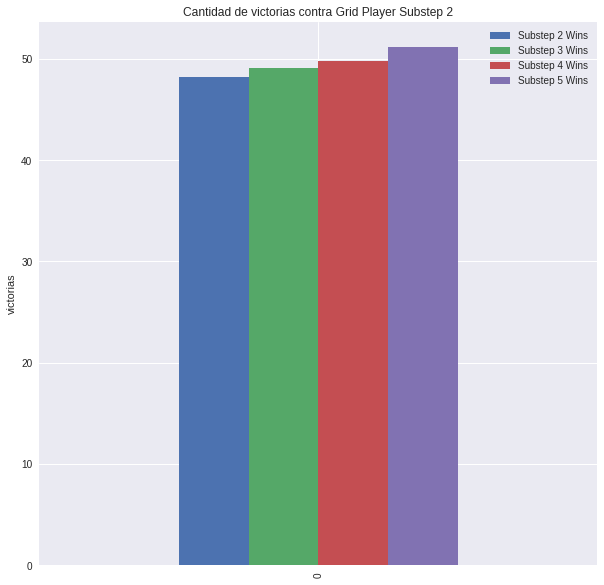 Cantidad de victorias contra Grid Player Substep 2
Substep 2 Wins
Substep 3 Wins
Substep 4 Wins
Substep 5 Wins
50
40
30
20
10
0
victorias
0